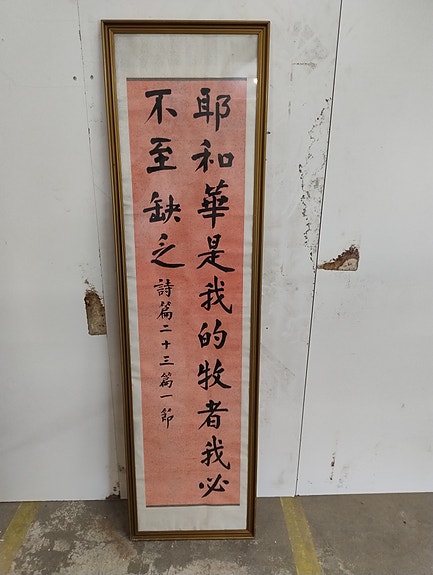 耶和華是我的牧者我必
不至缺乏
詩篇二十三篇一節